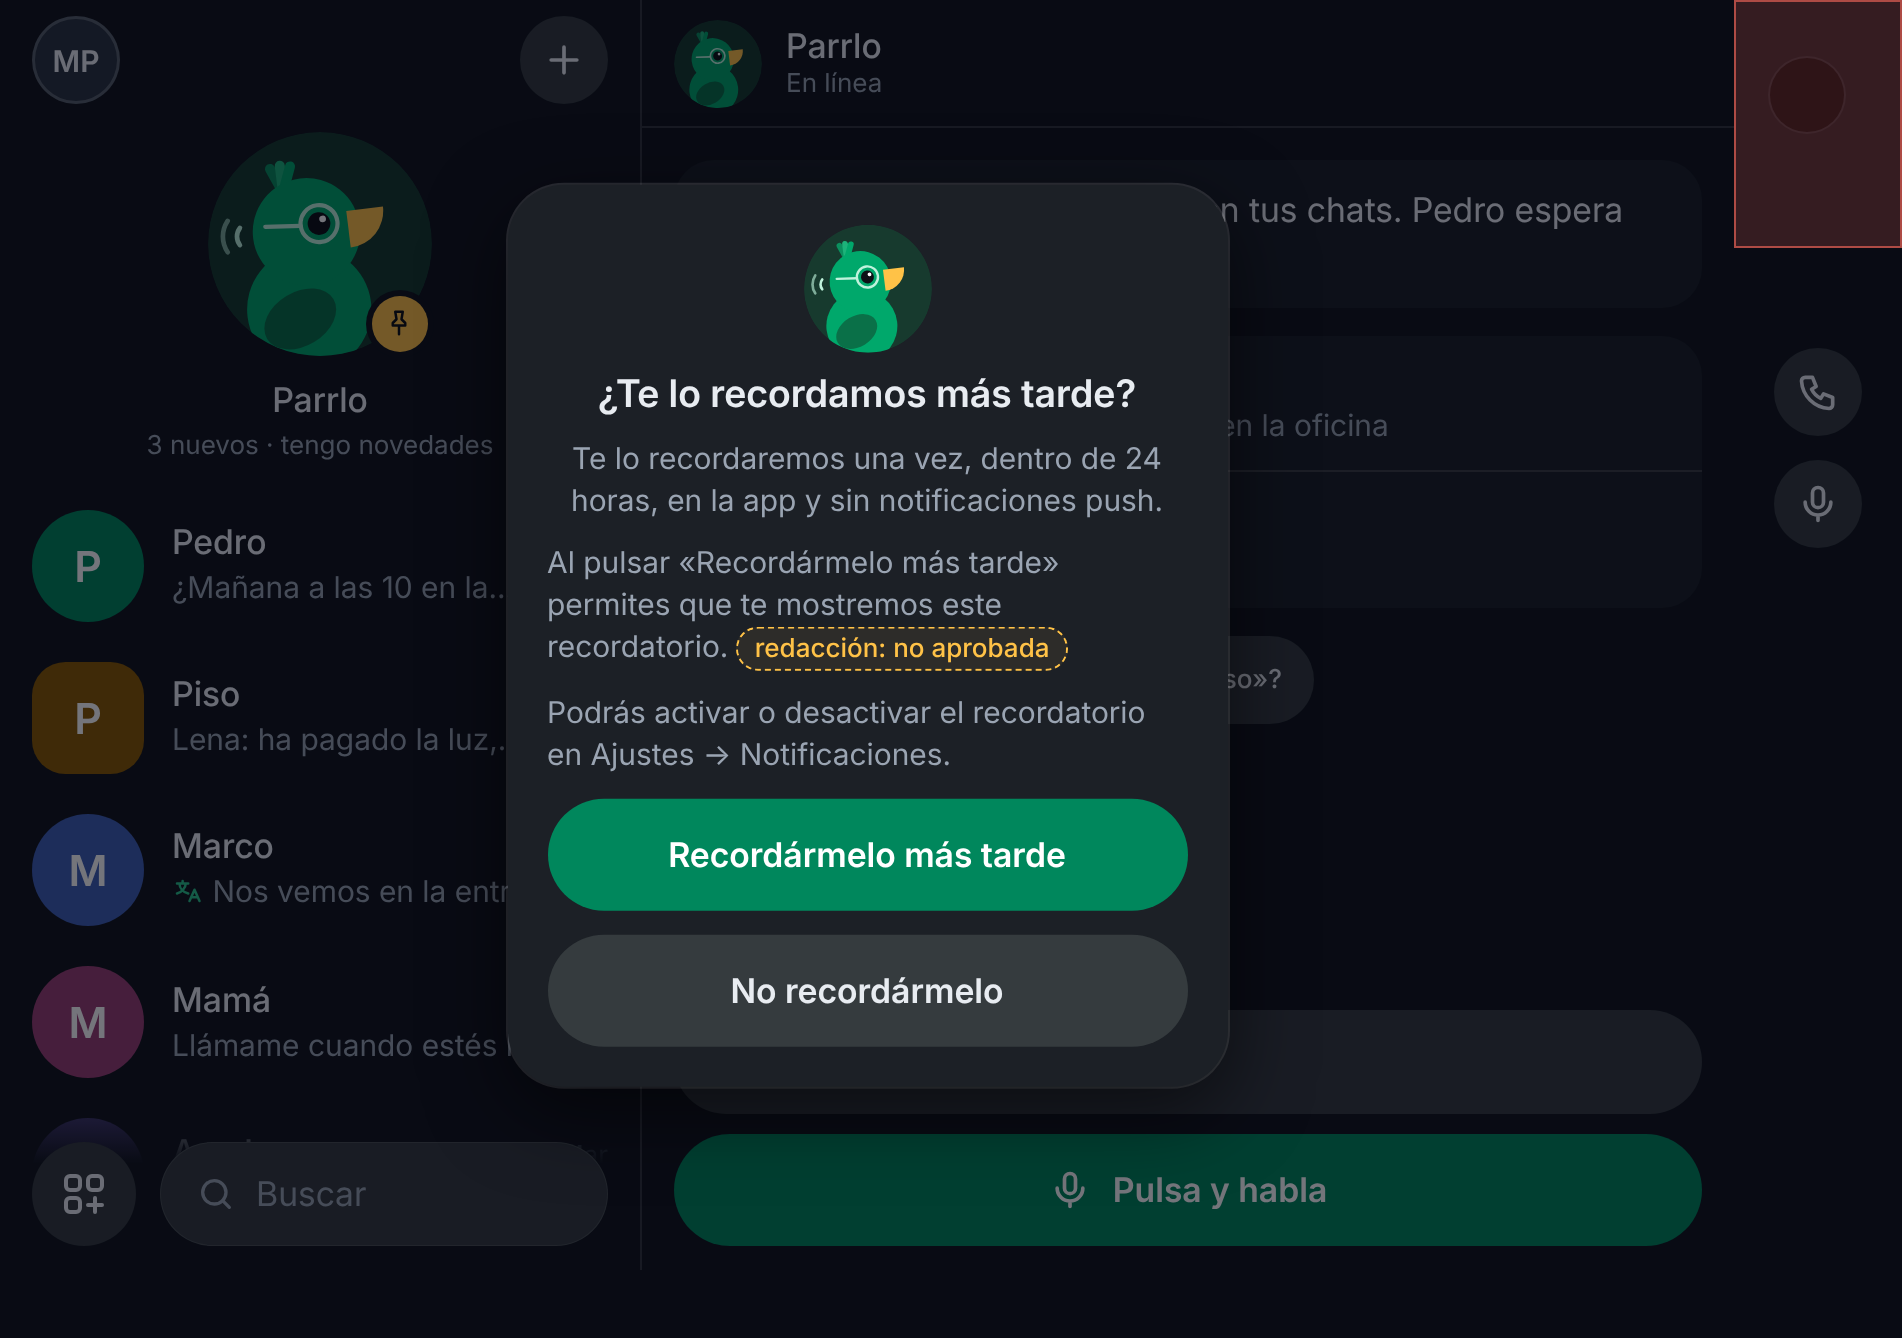 MP
Parrlo
3 nuevos · tengo novedades
P
Pedro
¿Mañana a las 10 en la..
P
Piso
Lena: ha pagado la luz,.
M
Marco
Nos vemos en la entr
M
Mamá
Llámame cuando estés
Buscar
Parrlo
En línea
n tus chats. Pedro espera
en la oficina
so»?
¿Te lo recordamos más tarde?
Te lo recordaremos una vez, dentro de 24
horas, en la app y sin notificaciones push.
Al pulsar «Recordármelo más tarde»
permites que te mostremos este
recordatorio. redacción: no aprobada
Podrás activar o desactivar el recordatorio
en Ajustes → Notificaciones.
Recordármelo más tarde
No recordármelo
Pulsa y habla